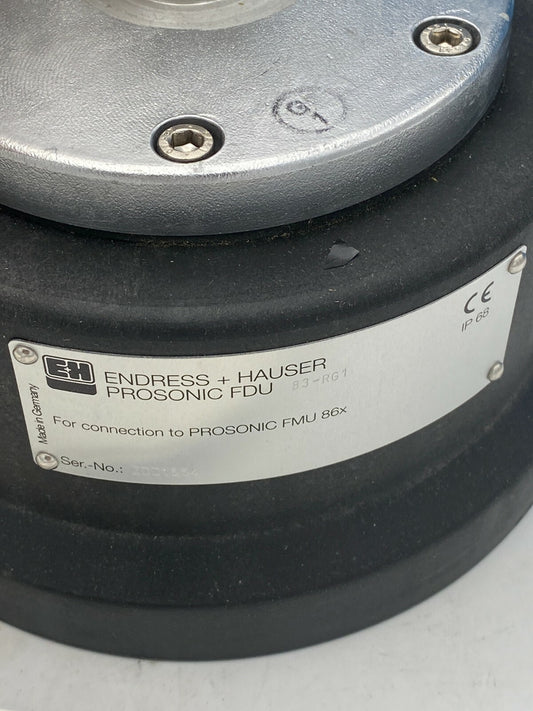 E+H
ENDRESS + HAUSER
PROSONIC FDU 83-RG1
For connection to PROSONIC FMU 86x
Ser.-No.:
Made in Germany
CE
IP 68